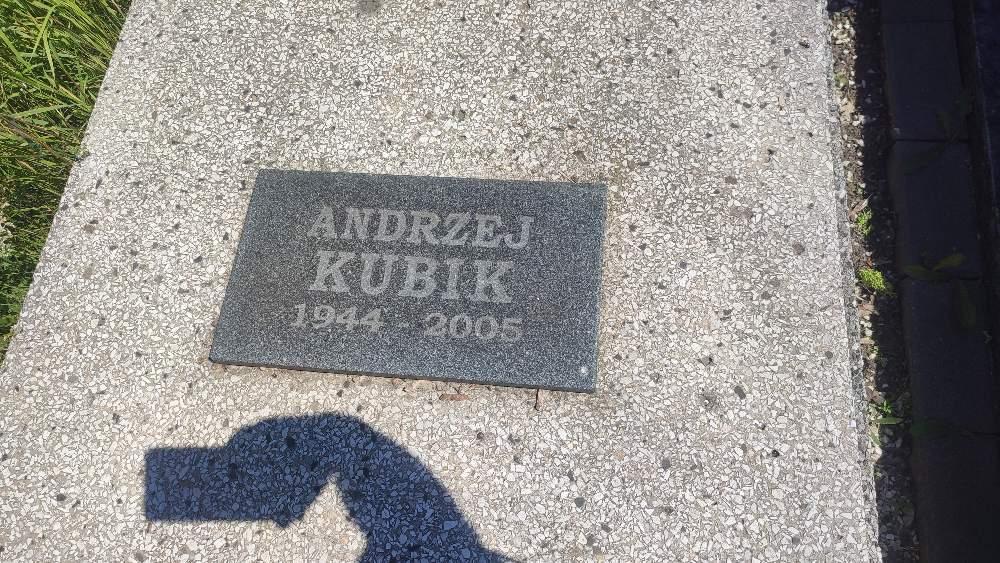 ANDRZEJ
KUBIK
1944 - 2005